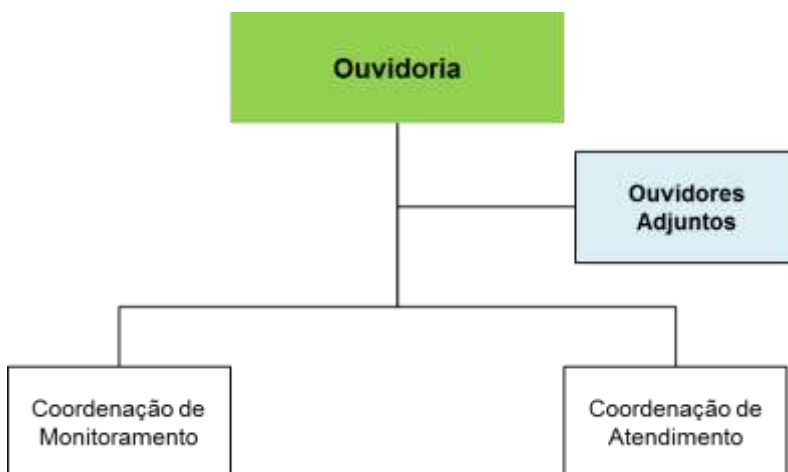 Ouvidoria
Ouvidores
Adjuntos
Coordenação de
Monitoramento
Coordenação de
Atendimento